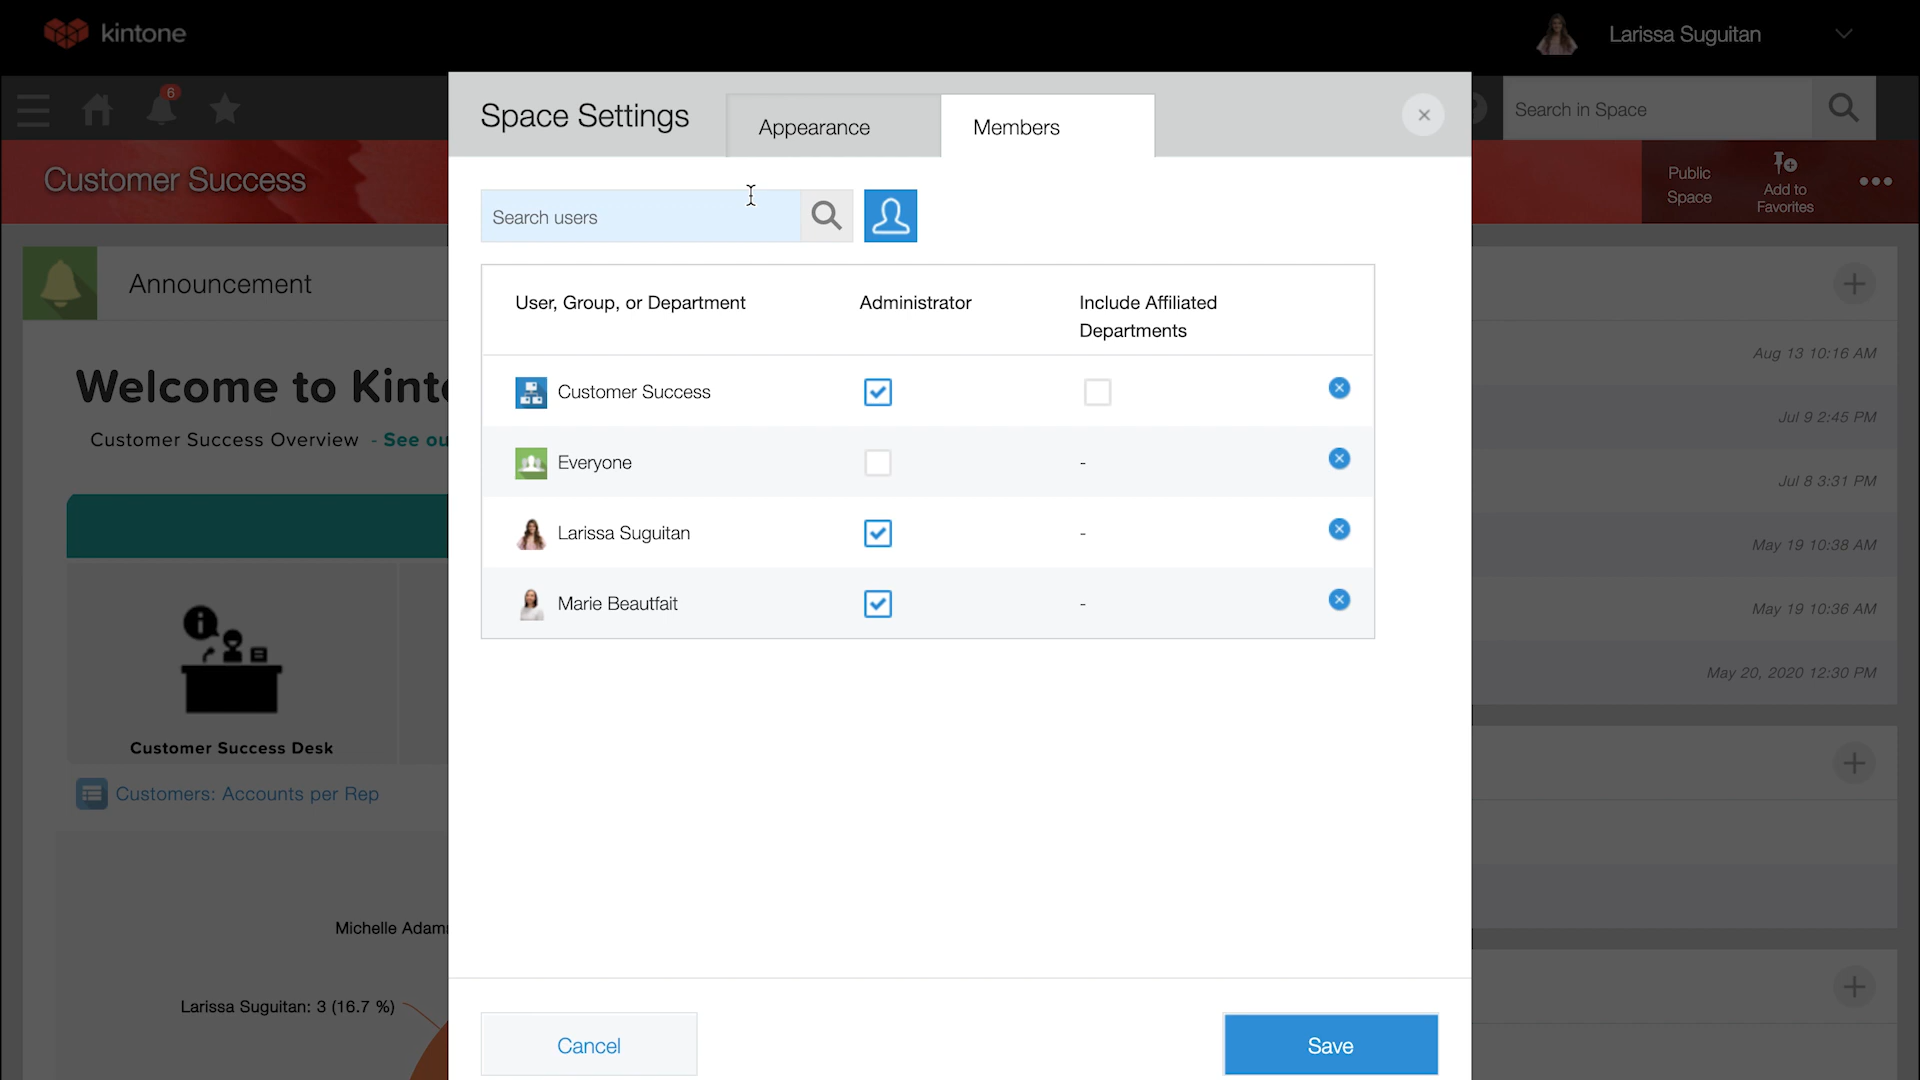 kintone
Larissa Suguitan
6
Space Settings
Appearance
Members
×
Search in Space
Customer Success
Public
Space
Add to
Favorites
Search users
Announcement
User, Group, or Department
Administrator
Include Affiliated
Departments
Aug 13 10:16 AM
Welcome to Kint
Customer Success
Jul 9 2:45 PM
Customer Success Overview - See ou
Everyone
-
Jul 8 3:31 PM
Larissa Suguitan
-
May 19 10:38 AM
Marie Beautfait
-
May 19 10:36 AM
May 20, 2020 12:30 PM
Customer Success Desk
Customers: Accounts per Rep
Michelle Adam
Larissa Suguitan: 3 (16.7 %)
Cancel
Save